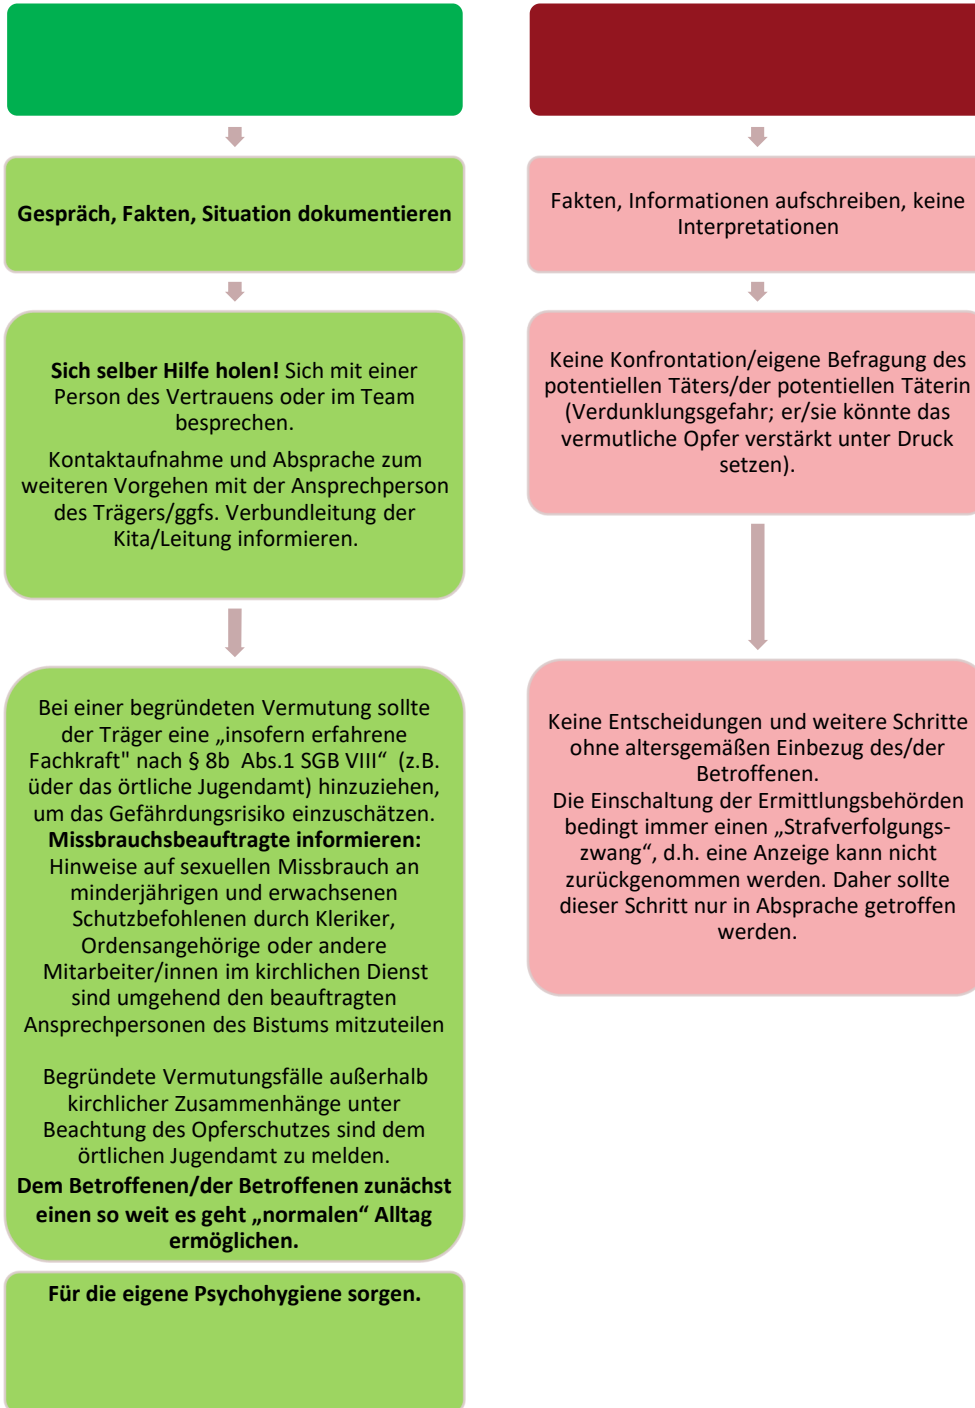 Gespräch, Fakten, Situation dokumentieren
Sich selber Hilfe holen! Sich mit einer
Person des Vertrauens oder im Team
besprechen.
Kontaktaufnahme und Absprache zum
weiteren Vorgehen mit der Ansprechperson
des Trägers/ggfs. Verbundleitung der
Kita/Leitung informieren.
Bei einer begründeten Vermutung sollte
der Träger eine „insofern erfahrene
Fachkraft" nach § 8b Abs.1 SGB VIII“ (z.B.
üder das örtliche Jugendamt) hinzuziehen,
um das Gefährdungsrisiko einzuschätzen.
Missbrauchsbeauftragte informieren:
Hinweise auf sexuellen Missbrauch an
minderjährigen und erwachsenen
Schutzbefohlenen durch Kleriker,
Ordensangehörige oder andere
Mitarbeiter/innen im kirchlichen Dienst
sind umgehend den beauftragten
Ansprechpersonen des Bistums mitzuteilen
Begründete Vermutungsfälle außerhalb
kirchlicher Zusammenhänge unter
Beachtung des Opferschutzes sind dem
örtlichen Jugendamt zu melden.
Dem Betroffenen/der Betroffenen zunächst
einen so weit es geht „normalen“ Alltag
ermöglichen.
Für die eigene Psychohygiene sorgen.
Fakten, Informationen aufschreiben, keine
Interpretationen
Keine Konfrontation/eigene Befragung des
potentiellen Täters/der potentiellen Täterin
(Verdunklungsgefahr; er/sie könnte das
vermutliche Opfer verstärkt unter Druck
setzen).
Keine Entscheidungen und weitere Schritte
ohne altersgemäßen Einbezug des/der
Betroffenen.
Die Einschaltung der Ermittlungsbehörden
bedingt immer einen „Strafverfolgungs-
zwang“, d.h. eine Anzeige kann nicht
zurückgenommen werden. Daher sollte
dieser Schritt nur in Absprache getroffen
werden.